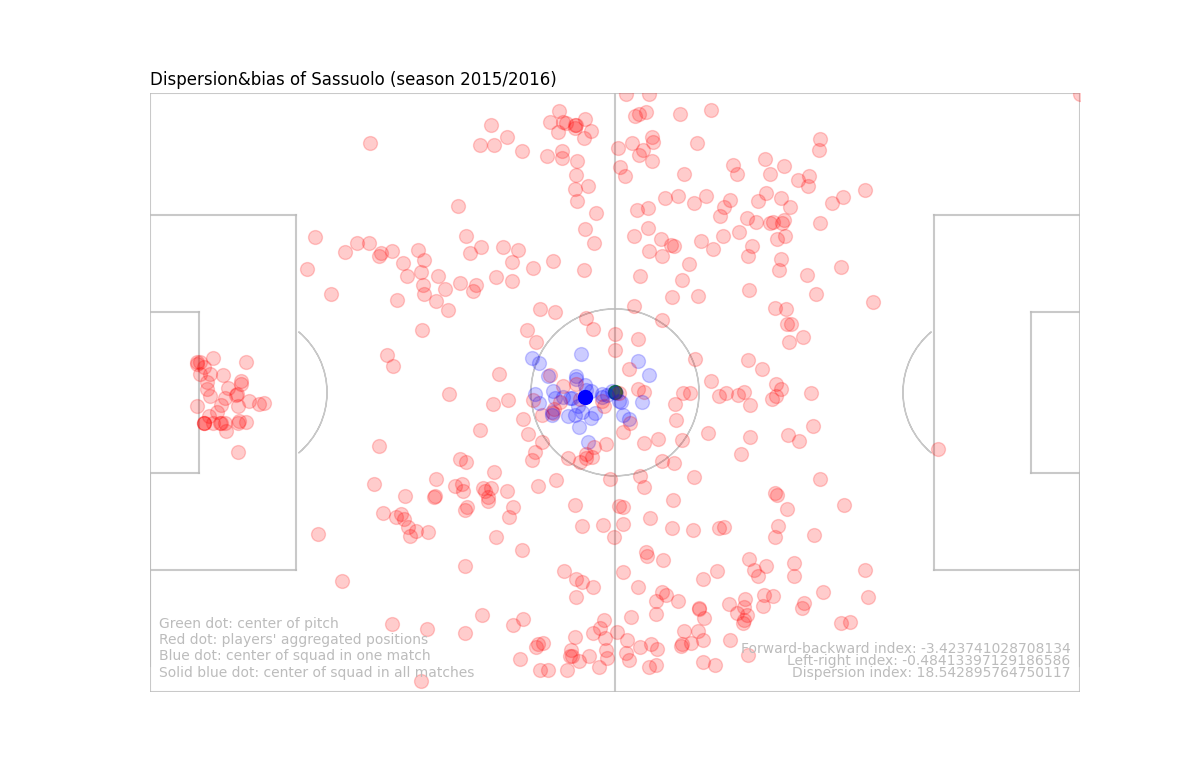 Dispersion&bias of Sassuolo (season 2015/2016)
Green dot: center of pitch
Red dot: players' aggregated positions
Blue dot: center of squad in one match
Solid blue dot: center of squad in all matches
Forward-backward index: -3.423741028708134
Left-right index: -0.48413397129186586
Dispersion index: 18.542895764750117